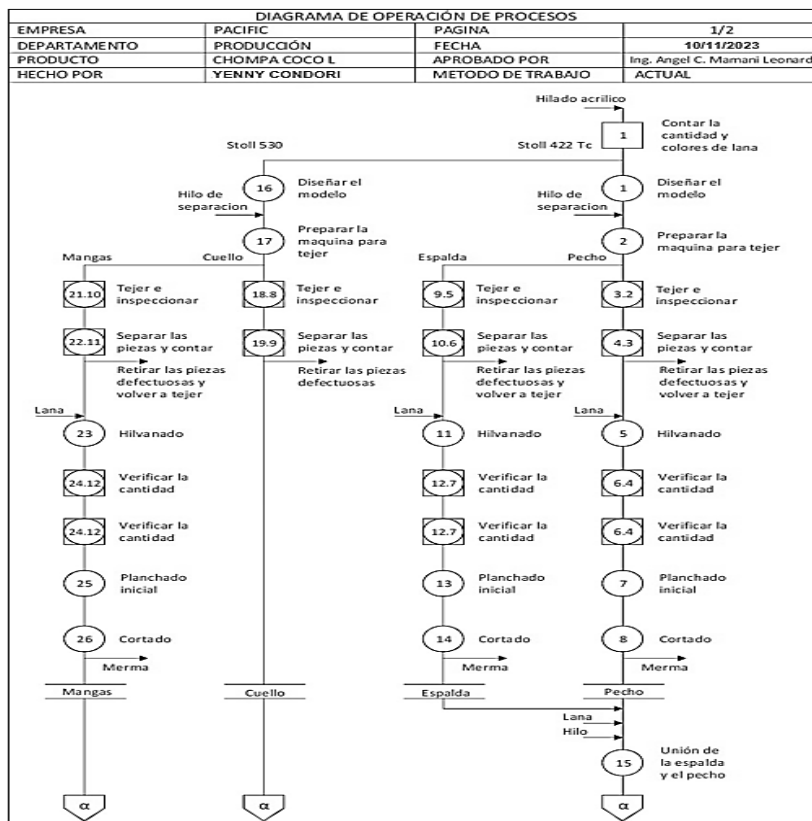 DIAGRAMA DE OPERACIÓN DE PROCESOS
EMPRESA PACIFIC PAGINA 1/2
DEPARTAMENTO PRODUCCIÓN FECHA 10/11/2023
PRODUCTO CHOMPA COCO L APROBADO POR Ing. Angel C. Mamani Leonard
HECHO POR YENNY CONDORI METODO DE TRABAJO ACTUAL
Hilado acrilico
1 Contar la
cantidad y
colores de lana
Stoll 530 Stoll 422 Tc
16 Diseñar el
modelo
1 Diseñar el
modelo
Hilo de
separacion
Hilo de
separacion
17 Preparar la
maquina para
tejer
2 Preparar la
maquina para tejer
Mangas Cuello Espalda Pecho
21.10 Tejer e
inspeccionar
18.8 Tejer e
inspeccionar
9.5 Tejer e
inspeccionar
3.2 Tejer e
inspeccionar
22.11 Separar las
piezas y contar
19.9 Separar las
piezas y contar
10.6 Separar las
piezas y contar
4.3 Separar las
piezas y contar
Retirar las piezas
defectuosas y
volver a tejer
Retirar las piezas
defectuosas
Retirar las piezas
defectuosas y
volver a tejer
Retirar las piezas
defectuosas y
volver a tejer
Lana Lana Lana
23 Hilvanado 11 Hilvanado 5 Hilvanado
24.12 Verificar la
cantidad
12.7 Verificar la
cantidad
6.4 Verificar la
cantidad
24.12 Verificar la
cantidad
12.7 Verificar la
cantidad
6.4 Verificar la
cantidad
25 Planchado
inicial
13 Planchado
inicial
7 Planchado
inicial
26 Cortado 14 Cortado 8 Cortado
Merma Merma Merma
Mangas Cuello Espalda Pecho
Lana
Hilo
15 Unión de
la espalda
y el pecho
α α α